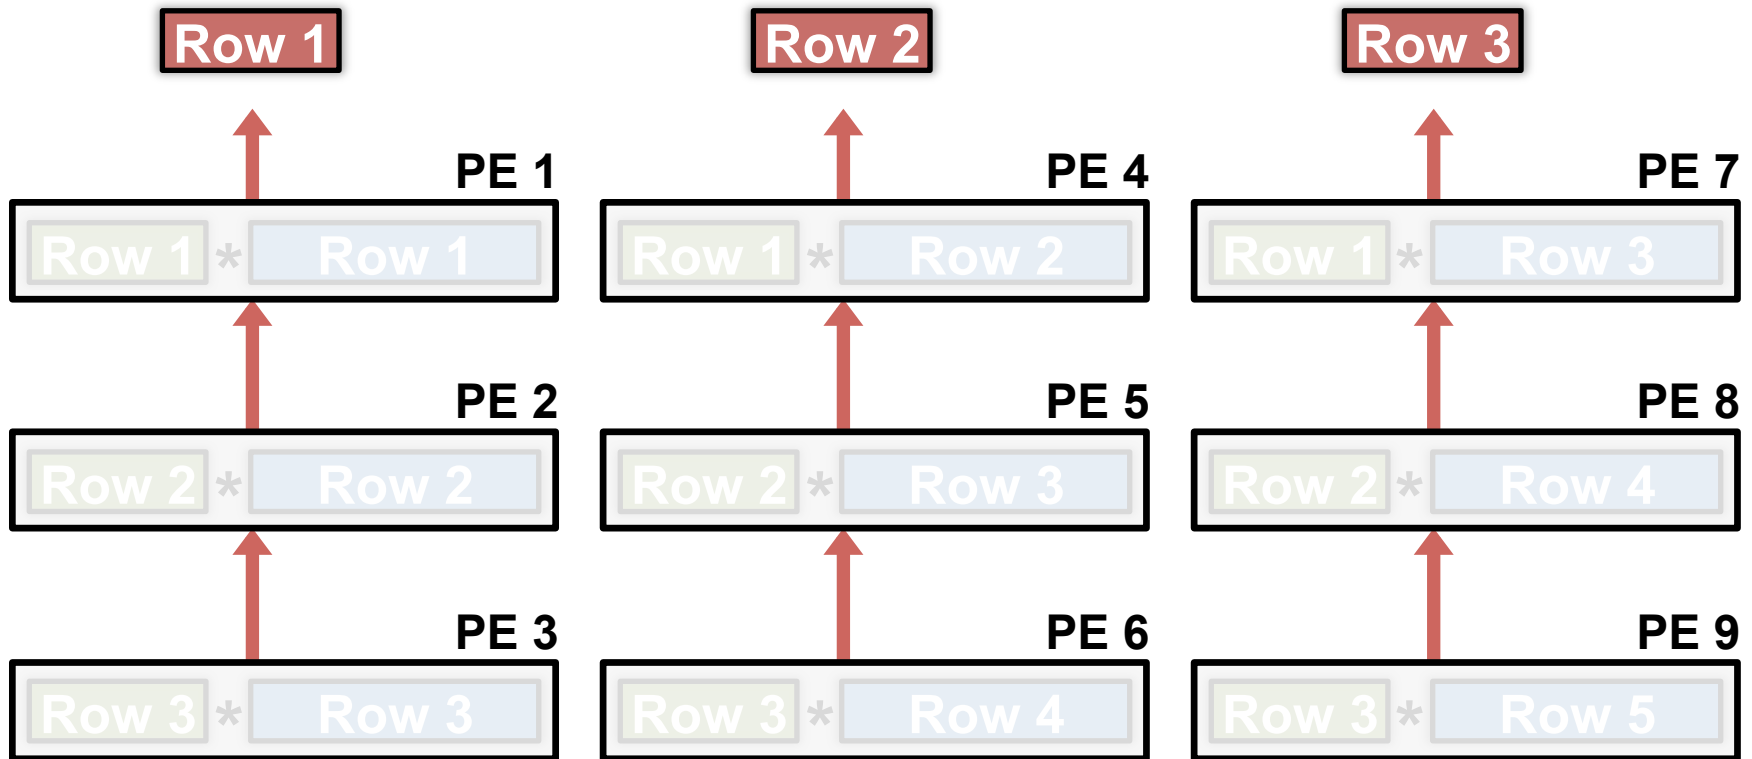 Row 1 Row 2 Row 3
PE 1 PE 4 PE 7
Row 1 * Row 1 Row 1 * Row 2 Row 1 * Row 3
PE 2 PE 5 PE 8
Row 2 * Row 2 Row 2 * Row 3 Row 2 * Row 4
PE 3 PE 6 PE 9
Row 3 * Row 3 Row 3 * Row 4 Row 3 * Row 5